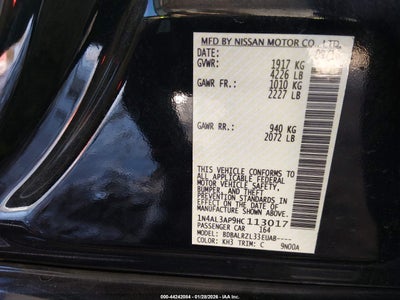 MFD BY NISSAN MOTOR CO., LTD.
DATE:
GVWR: 1917 KG
4226 LB
GAWR FR.: 1010 KG
2227 LB
GAWR RR.: 940 KG
2072 LB
THIS VEHICLE CONFORMS TO
ALL APPLICABLE FEDERAL
MOTOR VEHICLE SAFETY,
BUMPER, AND THEFT
PREVENTION STANDARDS IN
EFFECT ON THE DATE OF
MANUFACTURE SHOWN ABOVE.
1N4AL3AP9HC113017
PASSENGER CAR 164
MODEL: BDBALRZL33EUAB----
COLOR: KH3 TRIM: C 9N00A
000-44242084 | 01/28/2026 | IAA Inc.